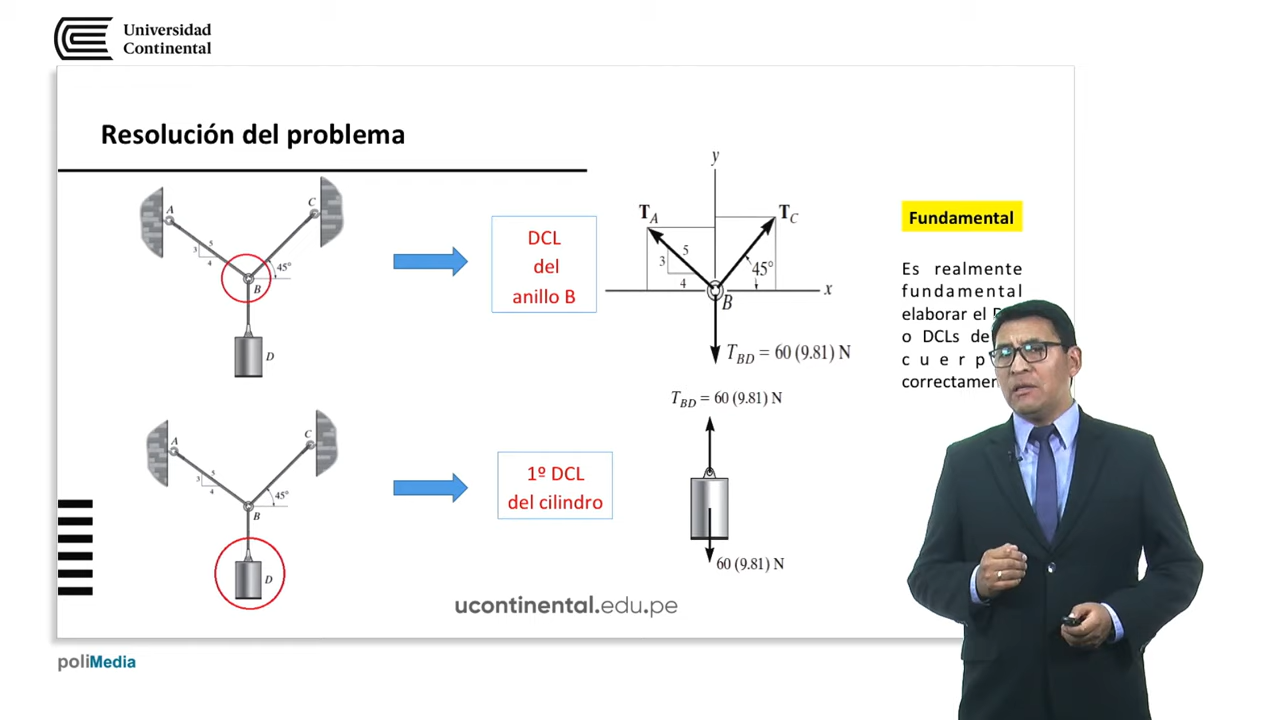 Universidad
Continental
Resolución del problema
A
C
5
3
4
45°
B
D
DCL
del
anillo B
y
T_A
T_C
5
3
4
45°
x
B
T_BD = 60 (9.81) N
Fundamental
Es realmente
fundamental
elaborar el
o DCLs de
cuerp
correctamen
A
C
5
3
4
45°
B
D
1º DCL
del cilindro
T_BD = 60 (9.81) N
60 (9.81) N
ucontinental.edu.pe
poliMedia